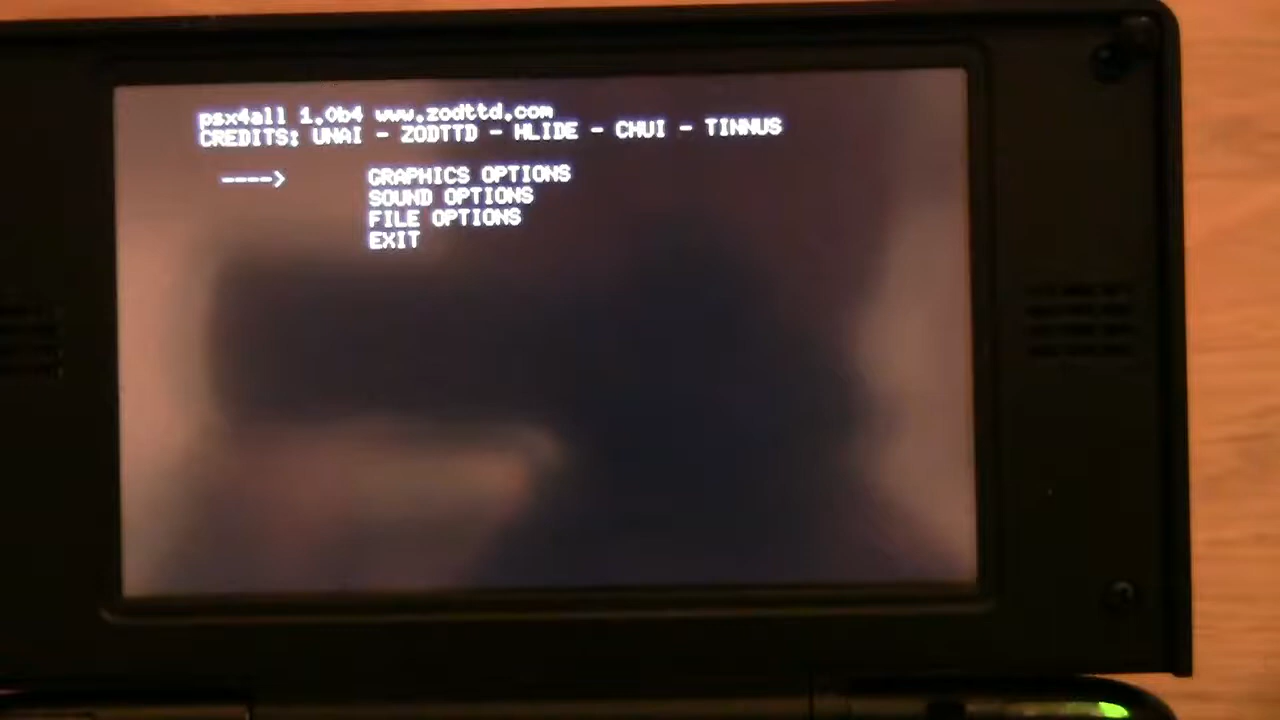 psx4all 1.0b4 www.zodttd.com
CREDITS: UNAI - ZODTTD - HLIDE - CHUI - TINNUS
----> GRAPHICS OPTIONS
SOUND OPTIONS
FILE OPTIONS
EXIT